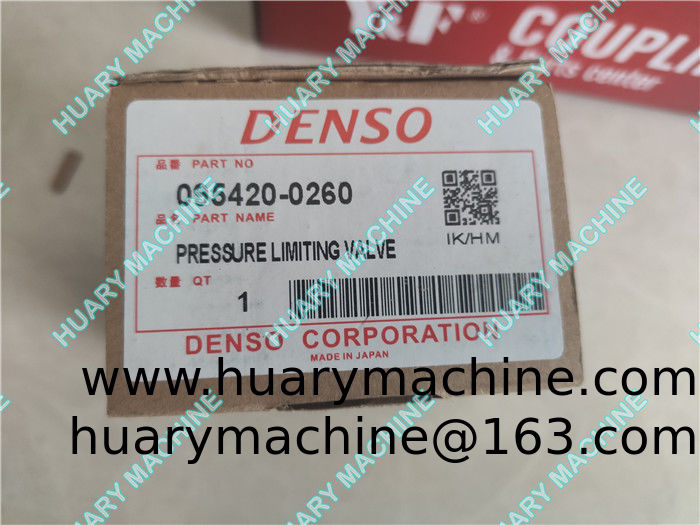 &F COUPLIN
center
DENSO
品番 PART NO
095420-0260
品名 PART NAME
PRESSURE LIMITING VALVE
IK/HM
数量 QT
1
DENSO CORPORATION
MADE IN JAPAN
www.huarymachine.com
huarymachine@163.com
HUARY MACHINE